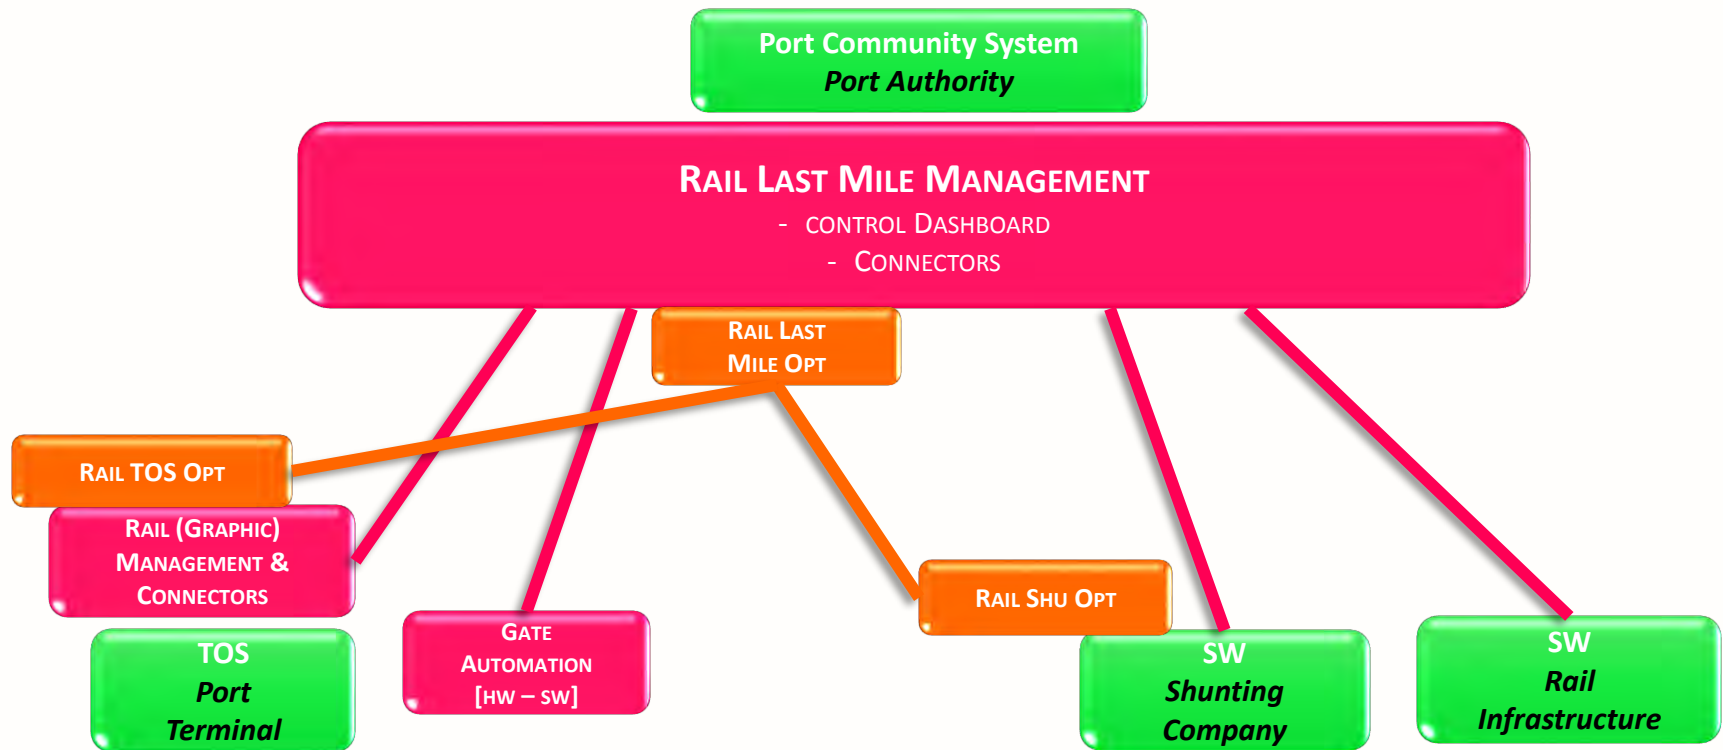 Port Community System
Port Authority
Rail Last Mile Management
- control Dashboard
- Connectors
Rail Last
Mile Opt
Rail TOS Opt
Rail (Graphic)
Management &
Connectors
TOS
Port
Terminal
Gate
Automation
[hw – sw]
Rail Shu Opt
SW
Shunting
Company
SW
Rail
Infrastructure